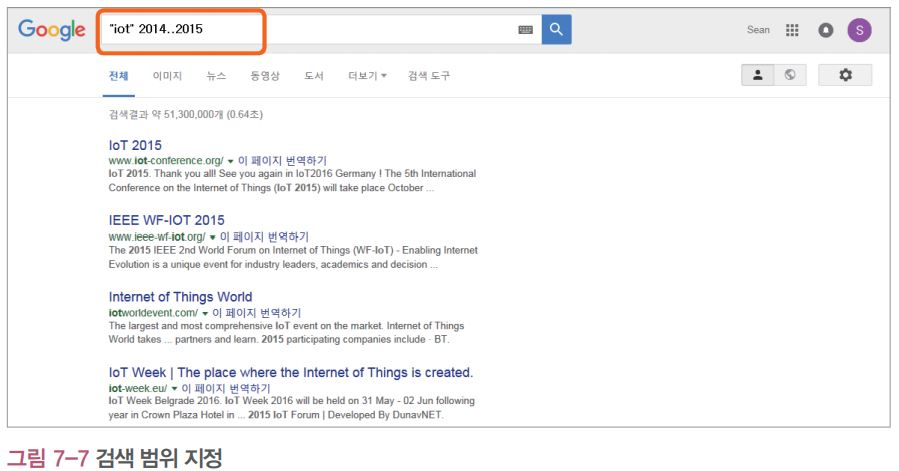 Google "iot" 2014..2015 Sean S
전체 이미지 뉴스 동영상 도서 더보기 검색 도구
검색결과 약 51,300,000개 (0.64초)
IoT 2015
www.iot-conference.org/ 이 페이지 번역하기
IoT 2015. Thank you all! See you again in IoT2016 Germany ! The 5th International
Conference on the Internet of Things (IoT 2015) will take place October ...
IEEE WF-IOT 2015
www.ieee-wf-iot.org/ 이 페이지 번역하기
The 2015 IEEE 2nd World Forum on Internet of Things (WF-IoT) - Enabling Internet
Evolution is a unique event for industry leaders, academics and decision ...
Internet of Things World
iotworldevent.com/ 이 페이지 번역하기
The largest and most comprehensive IoT event on the market. Internet of Things
World takes ... partners and learn. 2015 participating companies include · BT.
IoT Week | The place where the Internet of Things is created.
iot-week.eu/ 이 페이지 번역하기
IoT Week Belgrade 2016. IoT Week 2016 will be held on 31 May - 02 Jun following
year in Crown Plaza Hotel in ... 2015 IoT Forum | Developed By DunavNET.
그림 7-7 검색 범위 지정